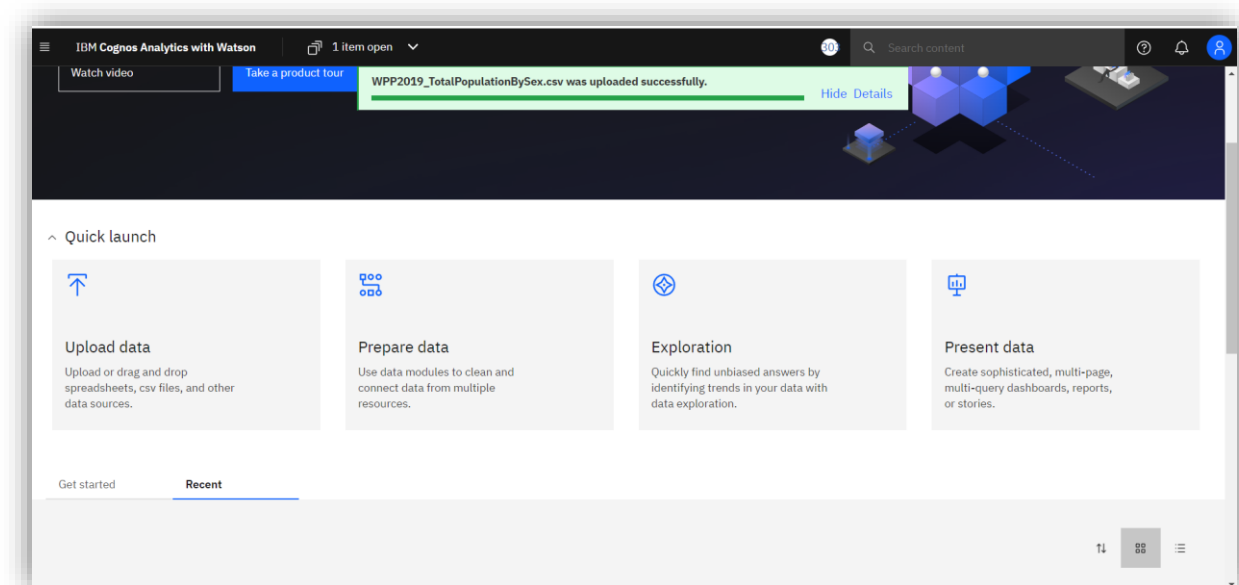 IBM Cognos Analytics with Watson
1 item open
Search content
Watch video
Take a product tour
WPP2019_TotalPopulationBySex.csv was uploaded successfully.
Hide Details
Quick launch
Upload data
Upload or drag and drop
spreadsheets, csv files, and other
data sources.
Prepare data
Use data modules to clean and
connect data from multiple
resources.
Exploration
Quickly find unbiased answers by
identifying trends in your data with
data exploration.
Present data
Create sophisticated, multi-page,
multi-query dashboards, reports,
or stories.
Get started
Recent